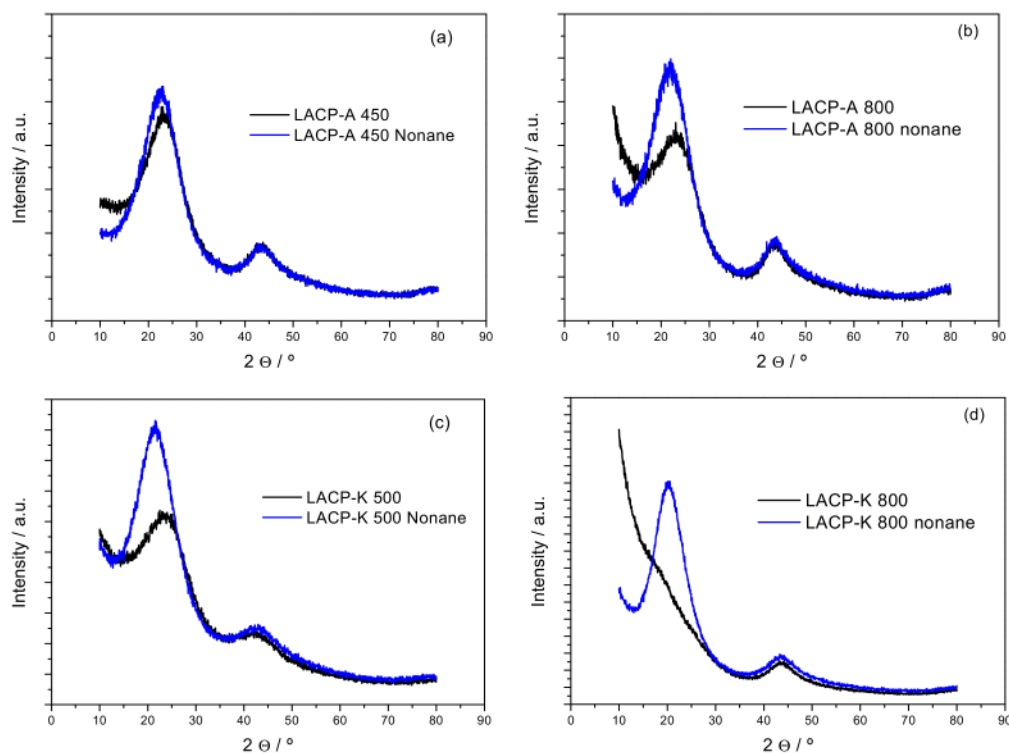 (a)
LACP-A 450
LACP-A 450 Nonane
Intensity / a.u.
0 10 20 30 40 50 60 70 80 90
2 Θ / º
(b)
LACP-A 800
LACP-A 800 nonane
Intensity / a.u.
0 10 20 30 40 50 60 70 80 90
2 Θ / º
(c)
LACP-K 500
LACP-K 500 Nonane
Intensity / a.u.
0 10 20 30 40 50 60 70 80 90
2 Θ / º
(d)
LACP-K 800
LACP-K 800 nonane
Intensity / a.u.
0 10 20 30 40 50 60 70 80 90
2 Θ / º